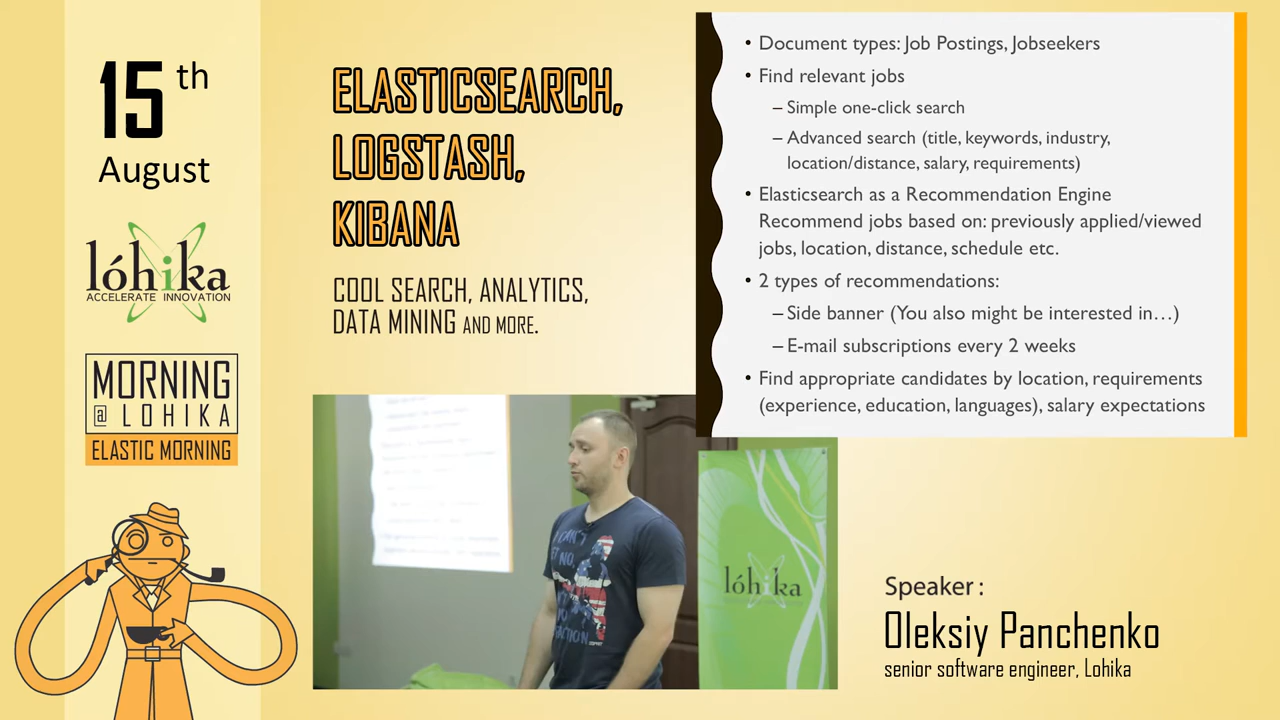 15 th
August
lóhika
ACCELERATE INNOVATION
MORNING
@ LOHIKA
ELASTIC MORNING
ELASTICSEARCH,
LOGSTASH,
KIBANA
COOL SEARCH, ANALYTICS,
DATA MINING AND MORE.
• Document types: Job Postings, Jobseekers
• Find relevant jobs
– Simple one-click search
– Advanced search (title, keywords, industry,
location/distance, salary, requirements)
• Elasticsearch as a Recommendation Engine
Recommend jobs based on: previously applied/viewed
jobs, location, distance, schedule etc.
• 2 types of recommendations:
– Side banner (You also might be interested in…)
– E-mail subscriptions every 2 weeks
• Find appropriate candidates by location, requirements
(experience, education, languages), salary expectations
I CAN'T
NO,
lóhika
Speaker :
Oleksiy Panchenko
senior software engineer, Lohika